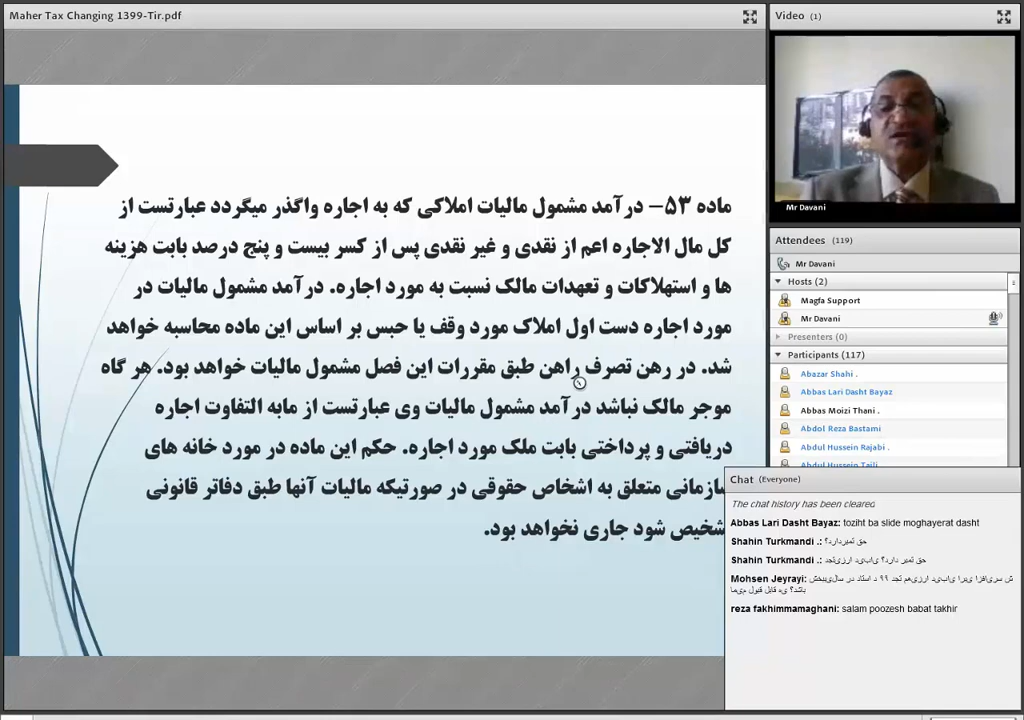 Maher Tax Changing 1399-Tir.pdf
ماده ۵۳– درآمد مشمول مالیات املاکی که به اجاره واگذر میگردد عبارتست از
کل مال الاجاره اعم از نقدی و غیر نقدی پس از کسر بیست و پنج درصد بابت هزینه
ها و استهلاکات و تعهدات مالک نسبت به مورد اجاره. درآمد مشمول مالیات در
مورد اجاره دست اول املاک مورد وقف یا حبس بر اساس این ماده محاسبه خواهد
شد. در رهن تصرف راهن طبق مقررات این فصل مشمول مالیات خواهد بود. هر گاه
موجر مالک نباشد درآمد مشمول مالیات وی عبارتست از مابه التفاوت اجاره
دریافتی و پرداختی بابت ملک مورد اجاره. حکم این ماده در مورد خانه های
سازمانی متعلق به اشخاص حقوقی در صورتیکه مالیات آنها طبق دفاتر قانونی
شخیص شود جاری نخواهد بود.
Video (1)
Mr Davani
Attendees (119)
Mr Davani
Hosts (2)
Magfa Support
Mr Davani
Presenters (0)
Participants (117)
Abazar Shahi .
Abbas Lari Dasht Bayaz
Abbas Moizi Thani .
Abdol Reza Bastami
Abdul Hussein Rajabi .
Abdul Hussein
Chat (Everyone)
The chat history has been cleared
Abbas Lari Dasht Bayaz: toziht ba slide moghayerat dasht
Shahin Turkmandi .: حق تمبردارد؟
Shahin Turkmandi .: حق تمبر دارد؟
Mohsen Jeyrayi:
reza fakhimmamaghani: salam poozesh babat takhir